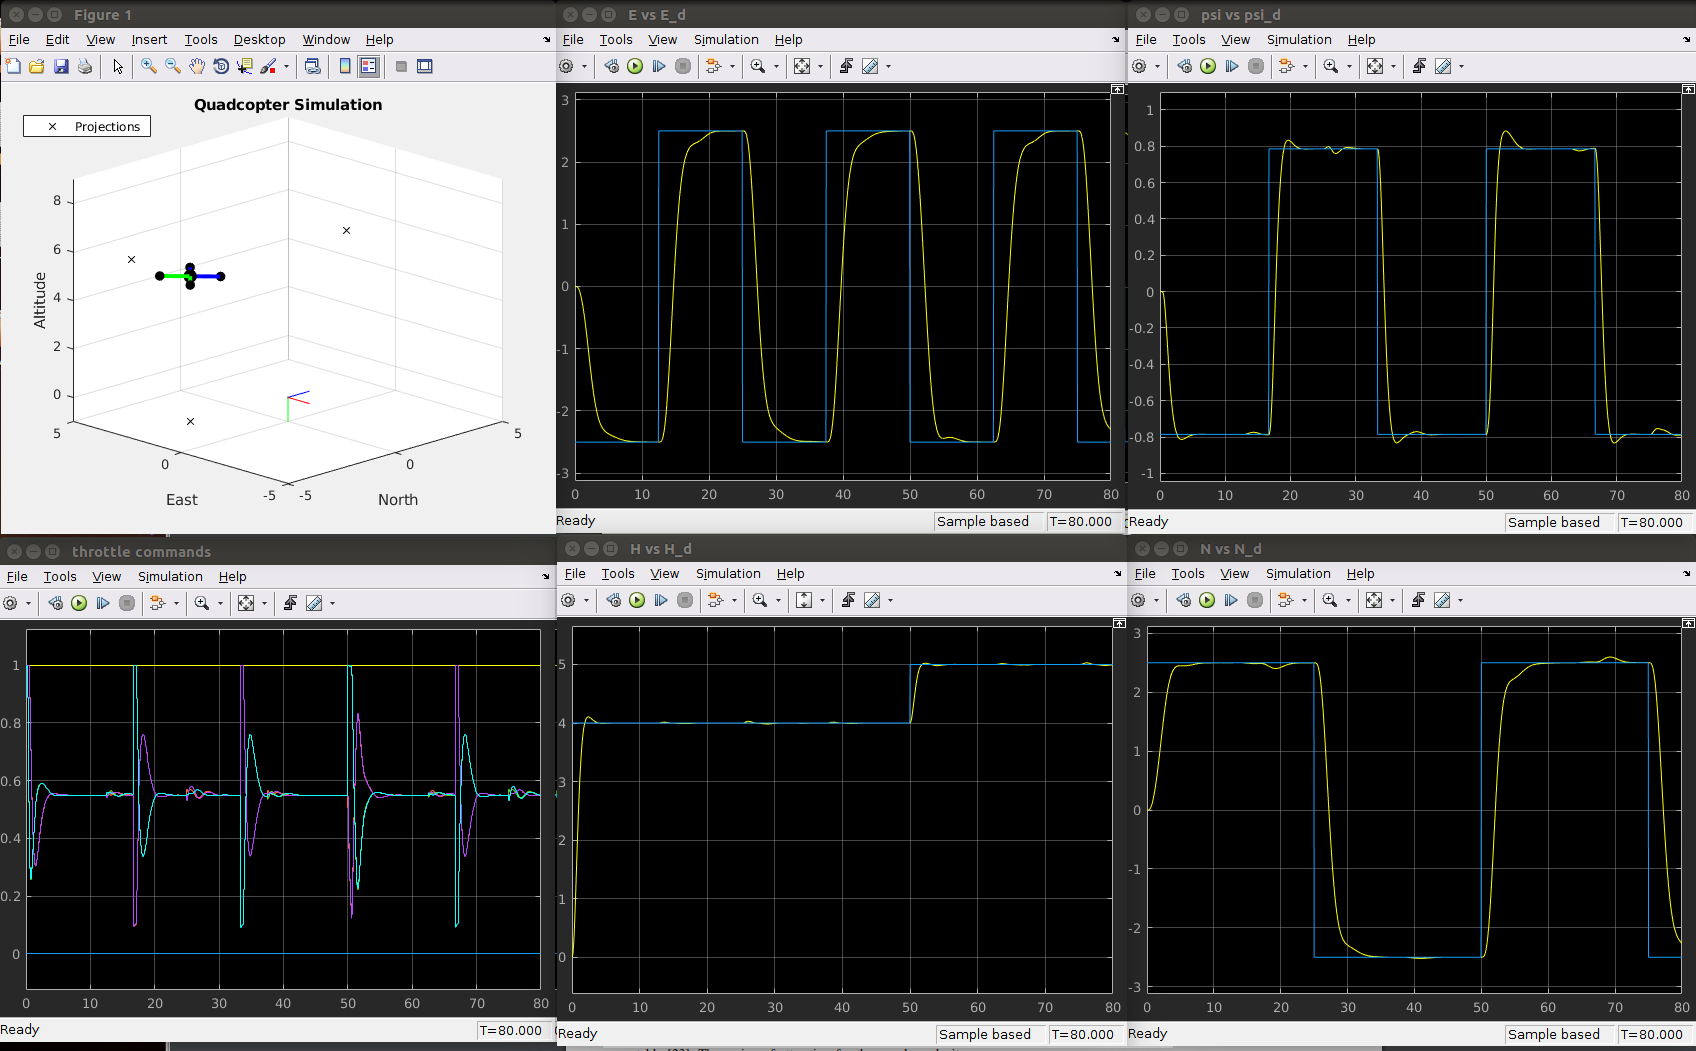 Figure 1
File Edit View Insert Tools Desktop Window Help
Quadcopter Simulation
Projections
8
6
4
2
0
Altitude
5
0
-5
East
-5
0
5
North
E vs E_d
File Tools View Simulation Help
3
2
1
0
-1
-2
-3
0 10 20 30 40 50 60 70 80
Ready
Sample based
T=80.000
psi vs psi_d
File Tools View Simulation Help
1
0.8
0.6
0.4
0.2
0
-0.2
-0.4
-0.6
-0.8
-1
0 10 20 30 40 50 60 70 80
Ready
Sample based
T=80.000
throttle commands
File Tools View Simulation Help
1
0.8
0.6
0.4
0.2
0
0 10 20 30 40 50 60 70 80
Ready
T=80.000
H vs H_d
File Tools View Simulation Help
5
4
3
2
1
0
0 10 20 30 40 50 60 70 80
Ready
Sample based
T=80.000
N vs N_d
File Tools View Simulation Help
3
2
1
0
-1
-2
-3
0 10 20 30 40 50 60 70 80
Ready
Sample based
T=80.000